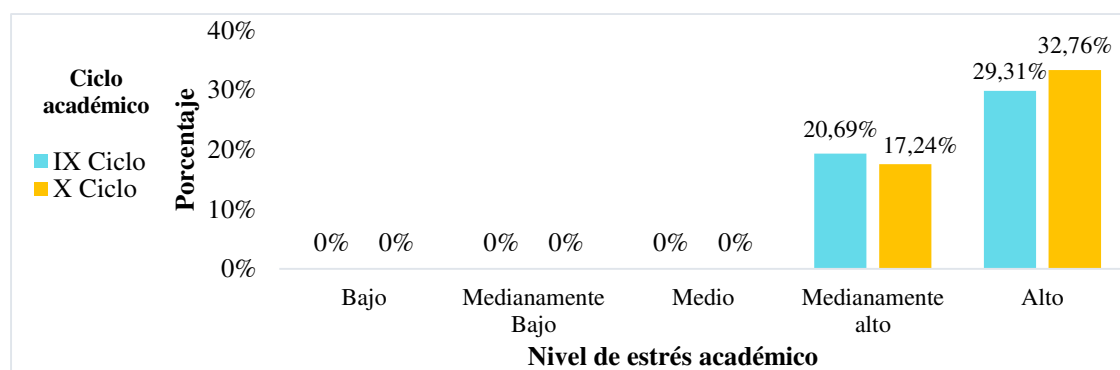 Ciclo
académico
IX Ciclo
X Ciclo
Porcentaje
40%
30%
20%
10%
0%
0% 0% 0% 0% 0% 0% 20,69% 17,24% 29,31% 32,76%
Bajo Medianamente Medio Medianamente Alto
Bajo alto
Nivel de estrés académico